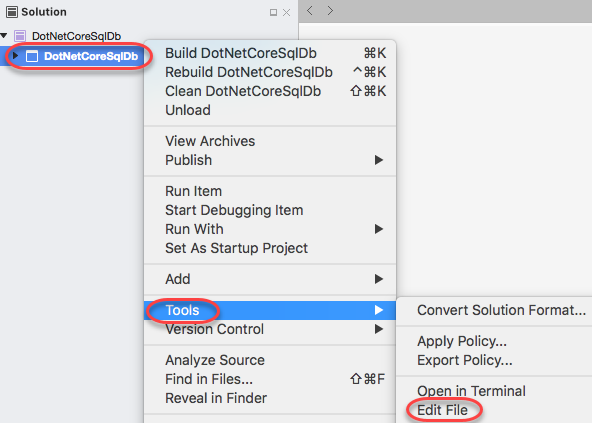 Solution
DotNetCoreSqlDb
DotNetCoreSqlDb
Build DotNetCoreSqlDb ⌘K
Rebuild DotNetCoreSqlDb ^⌘K
Clean DotNetCoreSqlDb ⇧⌘K
Unload
View Archives
Publish
Run Item
Start Debugging Item
Run With
Set As Startup Project
Add
Tools
Version Control
Analyze Source
Find in Files... ⇧⌘F
Reveal in Finder
Convert Solution Format...
Apply Policy...
Export Policy...
Open in Terminal
Edit File